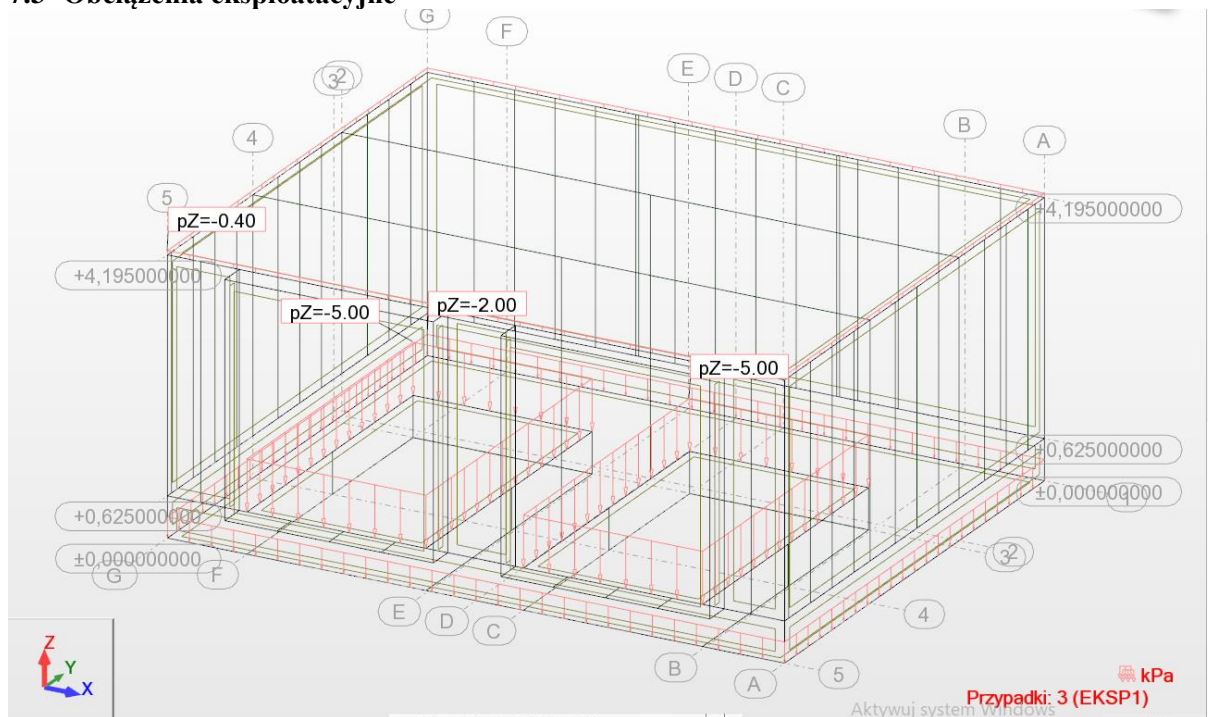 7.3 Obciążenia eksploatacyjne
G
F
E
D
C
B
A
3
2
4
5
pZ=-0.40
+4,195000000
+4,195000000
pZ=-5.00
pZ=-2.00
pZ=-5.00
+0,625000000
±0,000000000
+0,625000000
±0,000000000
1
G
F
E
D
C
B
A
3
2
4
5
Z
Y
X
kPa
Przypadki: 3 (EKSP1)
Aktywuj system Windows